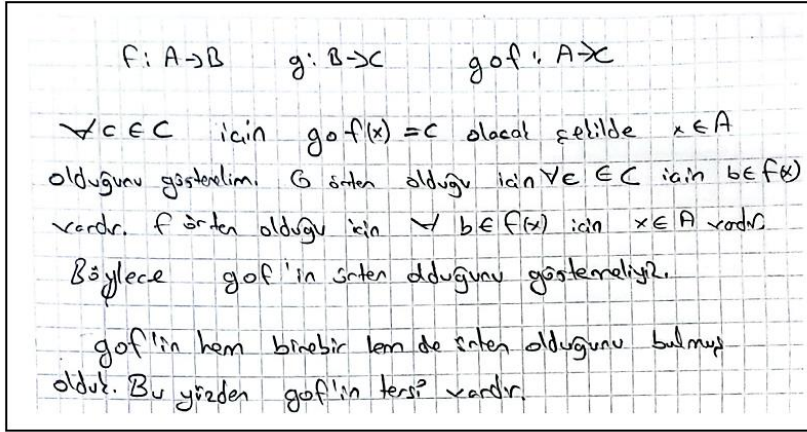 f: A→B g: B→C gof: A→C
∀c ∈ C için gof(x) = c olacak şekilde x ∈ A
olduğunu gösterelim. G örten olduğu için ∀c ∈ C için b ∈ f(x)
vardır. f örten olduğu için ∀ b ∈ f(x) için x ∈ A vardır.
Böylece gof'in örten olduğunu göstermeliyiz.
gof'in hem birebir hem de örten olduğunu bulmuş
olduk. Bu yüzden gof'in tersi vardır.